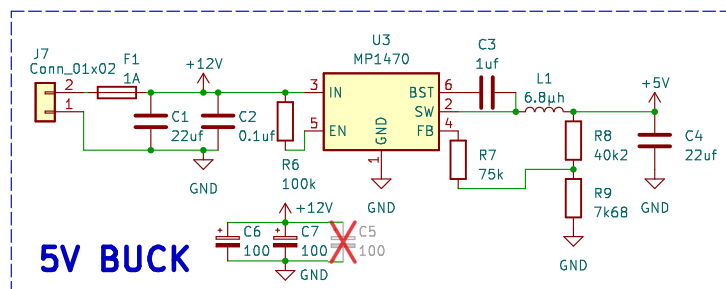 J7
Conn_01x02
2
1
F1
1A
+12V
C1
22uf
C2
0.1uf
GND
R6
100k
U3
MP1470
3
IN
5
EN
GND
1
BST
6
SW
2
FB
4
GND
C3
1uf
L1
6.8µh
R7
75k
+5V
R8
40k2
R9
7k68
GND
C4
22uf
GND
5V BUCK
+12V
C6
100
C7
100
C5
100
GND
+
+